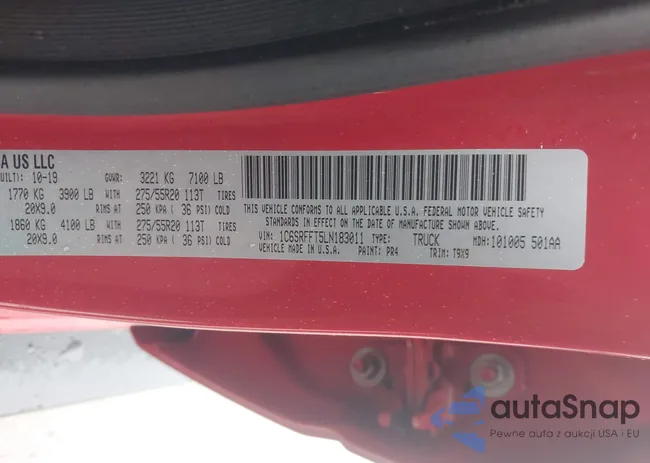 A US LLC
UILT): 10-19 GVWR: 3221 KG 7100 LB
1770 KG 3900 LB WITH 275/55R20 113T TIRES
20X9.0 RIMS AT 250 KPA ( 36 PSI) COLD
1860 KG 4100 LB WITH 275/55R20 113T TIRES
20X9.0 RIMS AT 250 KPA ( 36 PSI) COLD
THIS VEHICLE CONFORMS TO ALL APPLICABLE U.S.A. FEDERAL MOTOR VEHICLE SAFETY
STANDARDS IN EFFECT ON THE DATE OF MANUFACTURE SHOWN ABOVE.
VIN: 1C6SRFFT5LN183011 TYPE: TRUCK MDH: 101005 501AA
VEHICLE MADE IN U.S.A. PAINT: PR4 TRIM: T9X9
autaSnap
Pewne auta z aukcji USA i EU